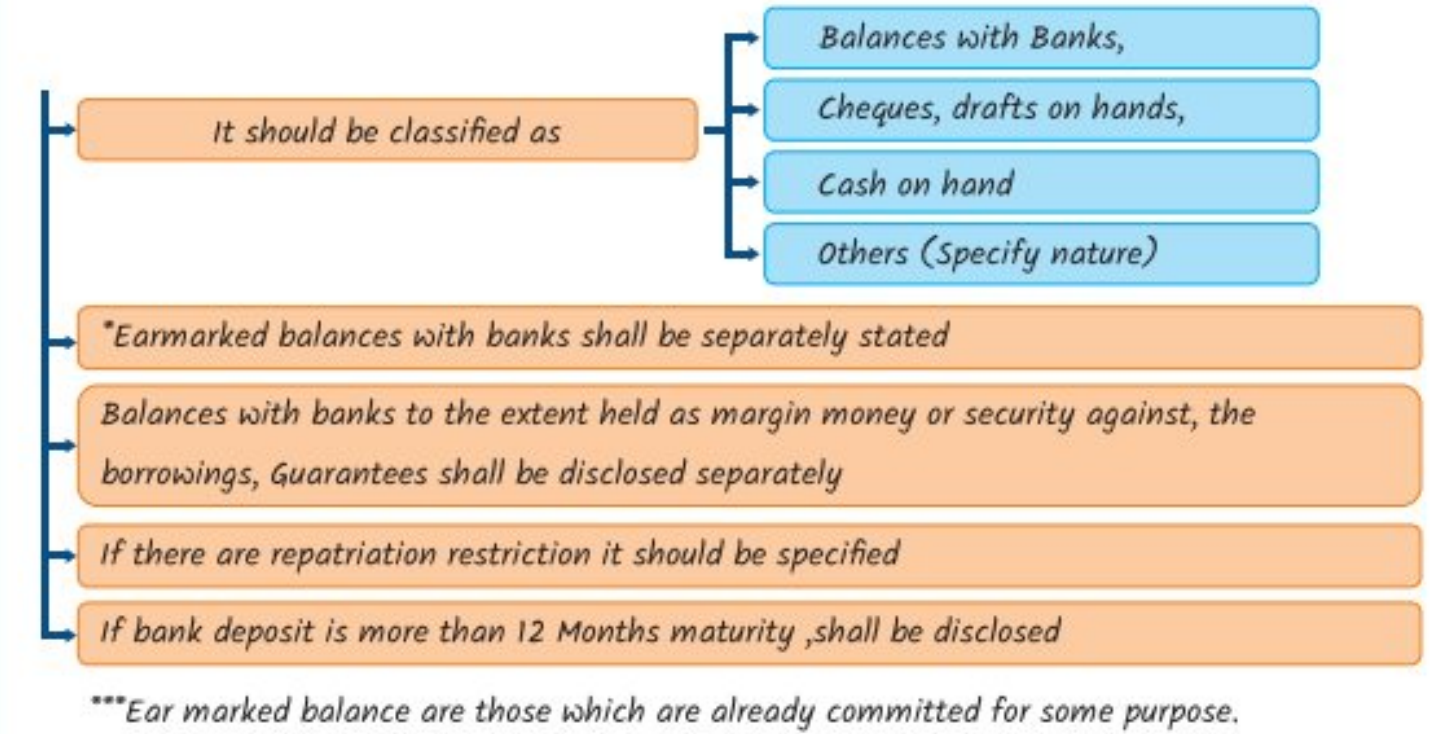 It should be classified as
Balances with Banks,
Cheques, drafts on hands,
Cash on hand
Others (Specify nature)
*Earmarked balances with banks shall be separately stated
Balances with banks to the extent held as margin money or security against, the
borrowings, Guarantees shall be disclosed separately
If there are repatriation restriction it should be specified
If bank deposit is more than 12 Months maturity ,shall be disclosed
***Ear marked balance are those which are already committed for some purpose.